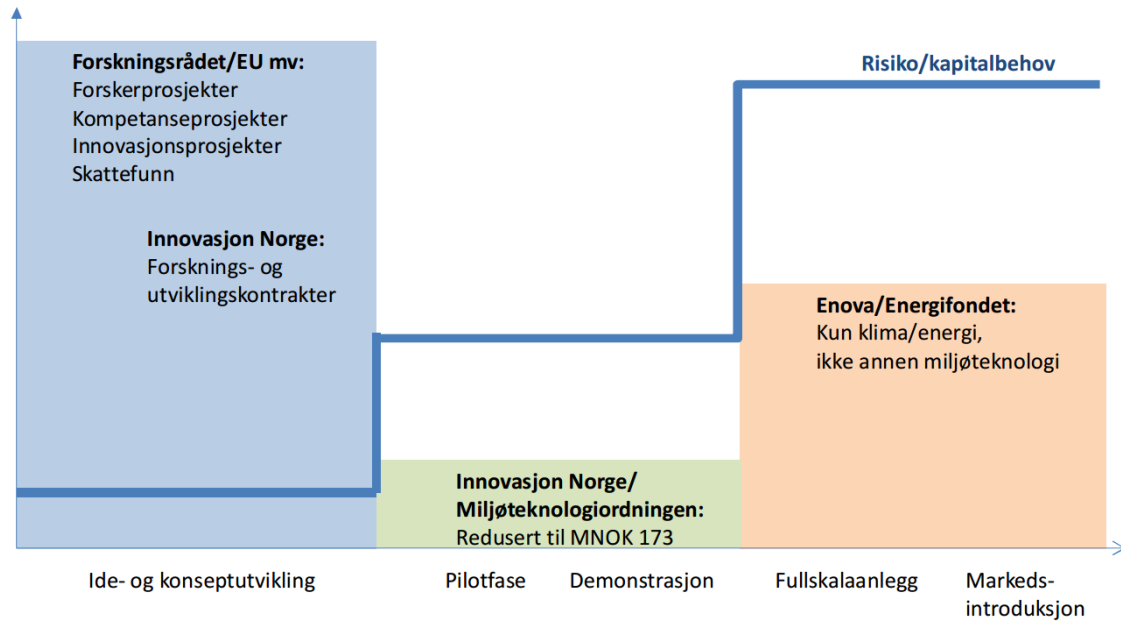 Forskningsrådet/EU mv:
Forskerprosjekter
Kompetanseprosjekter
Innovasjonsprosjekter
Skattefunn
Innovasjon Norge:
Forsknings- og
utviklingskontrakter
Risiko/kapitalbehov
Enova/Energifondet:
Kun klima/energi,
ikke annen miljøteknologi
Innovasjon Norge/
Miljøteknologiordningen:
Redusert til MNOK 173
Ide- og konseptutvikling
Pilotfase
Demonstrasjon
Fullskalaanlegg
Markeds-
introduksjon